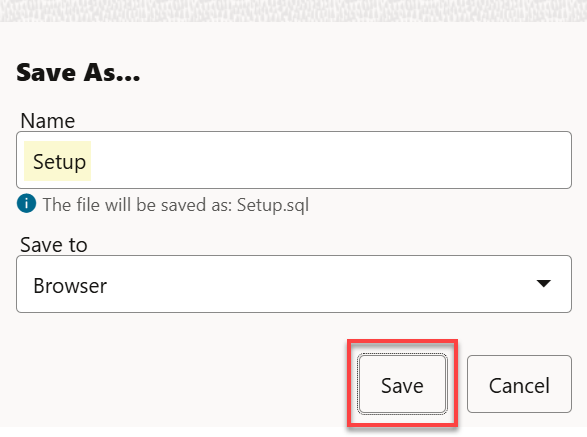 Save As...
Name
Setup
The file will be saved as: Setup.sql
Save to
Browser
Save
Cancel